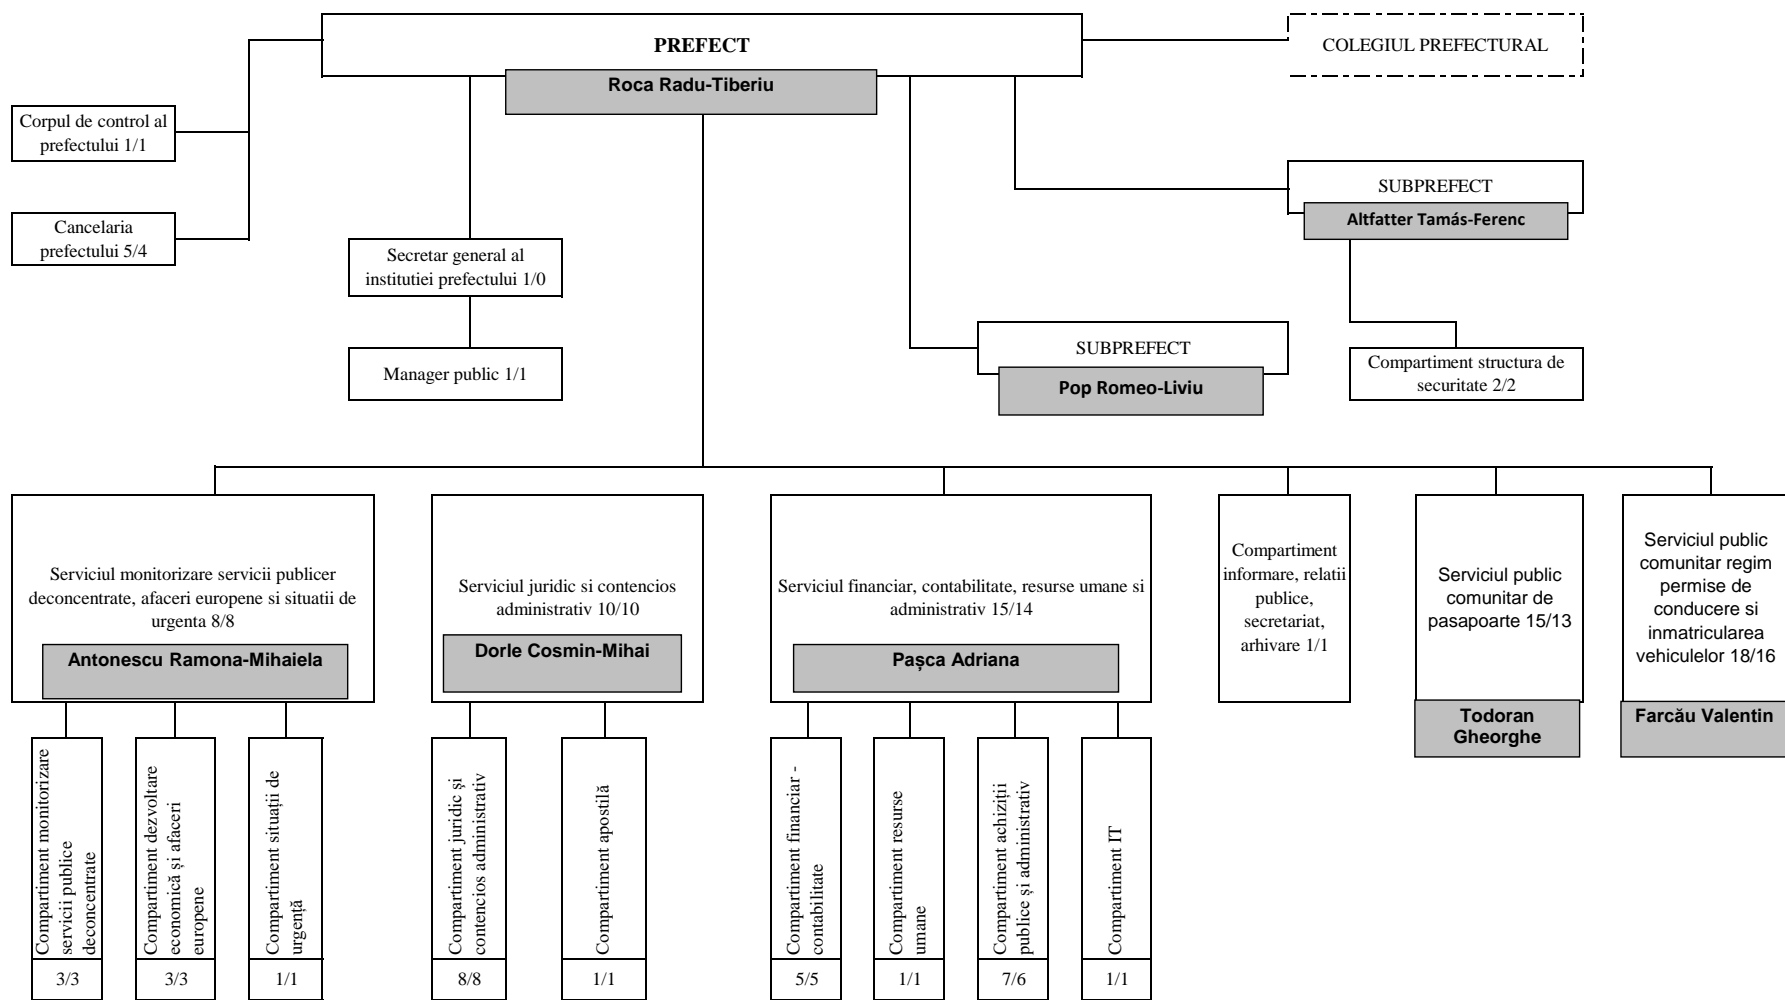 PREFECT
Roca Radu-Tiberiu
COLEGIUL PREFECTURAL
Corpul de control al
prefectului 1/1
Cancelaria
prefectului 5/4
Secretar general al
institutiei prefectului 1/0
Manager public 1/1
SUBPREFECT
Altfatter Tamás-Ferenc
SUBPREFECT
Pop Romeo-Liviu
Compartiment structura de
securitate 2/2
Serviciul monitorizare servicii publicer
deconcentrate, afaceri europene si situatii de
urgenta 8/8
Antonescu Ramona-Mihaiela
Serviciul juridic si contencios
administrativ 10/10
Dorle Cosmin-Mihai
Serviciul financiar, contabilitate, resurse umane si
administrativ 15/14
Pașca Adriana
Compartiment
informare, relatii
publice,
secretariat,
arhivare 1/1
Serviciul public
comunitar de
pasapoarte 15/13
Todoran
Gheorghe
Serviciul public
comunitar regim
permise de
conducere si
inmatricularea
vehiculelor 18/16
Farcău Valentin
Compartiment monitorizare
servicii publice
deconcentrate
3/3
Compartiment dezvoltare
economică și afaceri
europene
3/3
Compartiment situații de
urgență
1/1
Compartiment juridic şi
contencios administrativ
8/8
Compartiment apostilă
1/1
Compartiment financiar -
contabilitate
5/5
Compartiment resurse
umane
1/1
Compartiment achiziții
publice și administrativ
7/6
Compartiment IT
1/1